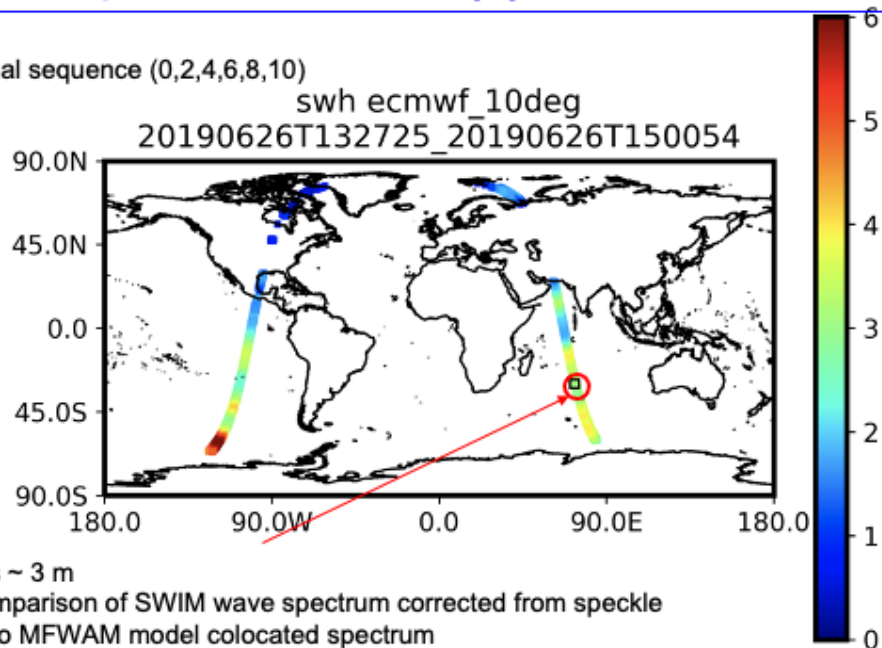 al sequence (0,2,4,6,8,10)
swh ecmwf_10deg
20190626T132725_20190626T150054
90.0N
45.0N
0.0
45.0S
90.0S
180.0 90.0W 0.0 90.0E 180.0
6
5
4
3
2
1
0
~ 3 m
mparison of SWIM wave spectrum corrected from speckle
o MFWAM model colocated spectrum